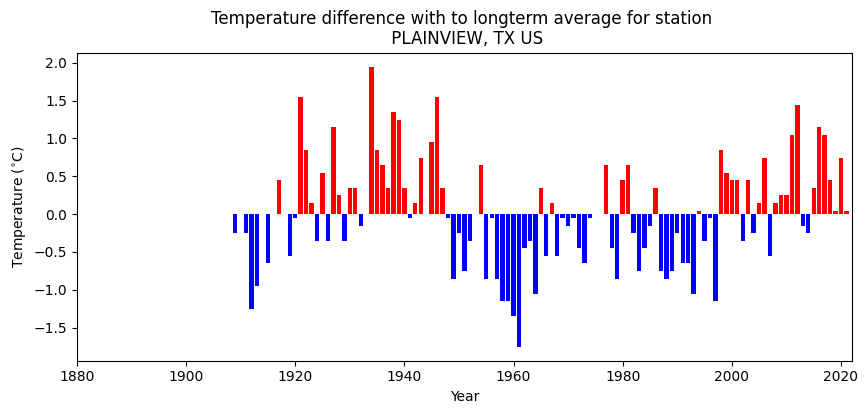 Temperature difference with to longterm average for station
PLAINVIEW, TX US
2.0
1.5
1.0
0.5
0.0
−0.5
−1.0
−1.5
Temperature (°C)
1880 1900 1920 1940 1960 1980 2000 2020
Year